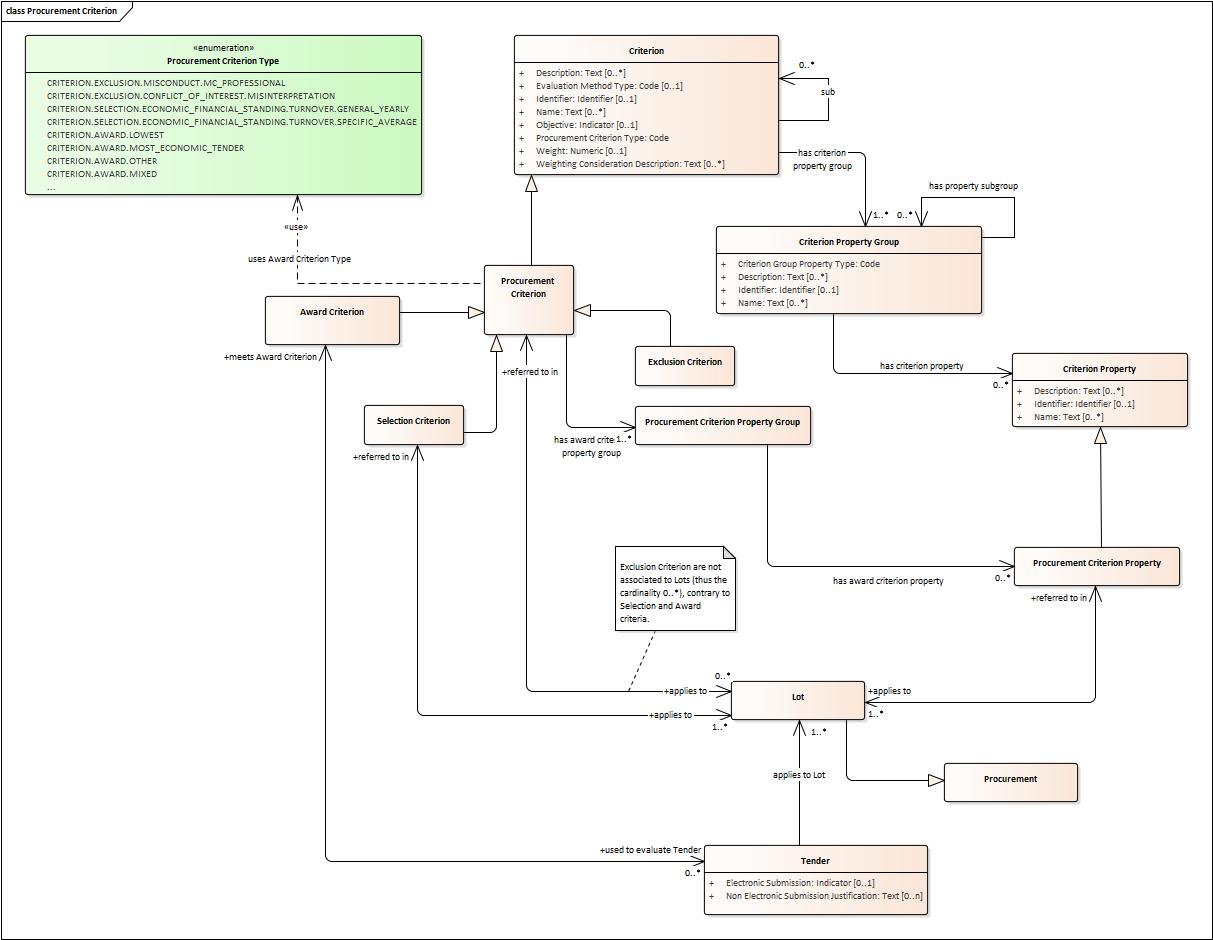 class Procurement Criterion
«enumeration»
Procurement Criterion Type
CRITERION.EXCLUSION.MISCONDUCT.MC_PROFESSIONAL
CRITERION.EXCLUSION.CONFLICT_OF_INTEREST.MISINTERPRETATION
CRITERION.SELECTION.ECONOMIC_FINANCIAL_STANDING.TURNOVER.GENERAL_YEARLY
CRITERION.SELECTION.ECONOMIC_FINANCIAL_STANDING.TURNOVER.SPECIFIC_AVERAGE
CRITERION.AWARD.LOWEST
CRITERION.AWARD.MOST_ECONOMIC_TENDER
CRITERION.AWARD.OTHER
CRITERION.AWARD.MIXED
...
Criterion
+ Description: Text [0..*]
+ Evaluation Method Type: Code [0..1]
+ Identifier: Identifier [0..1]
+ Name: Text [0..*]
+ Objective: Indicator [0..1]
+ Procurement Criterion Type: Code
+ Weight: Numeric [0..1]
+ Weighting Consideration Description: Text [0..*]
0..*
sub
has criterion
property group
has property subgroup
1..*
0..*
Criterion Property Group
+ Criterion Group Property Type: Code
+ Description: Text [0..*]
+ Identifier: Identifier [0..1]
+ Name: Text [0..*]
«use»
uses Award Criterion Type
Procurement
Criterion
Award Criterion
+meets Award Criterion
Exclusion Criterion
+referred to in
has criterion property
0..*
Criterion Property
+ Description: Text [0..*]
+ Identifier: Identifier [0..1]
+ Name: Text [0..*]
Selection Criterion
+referred to in
Procurement Criterion Property Group
has award crite
1..*
property group
Exclusion Criterion are not
associated to Lots (thus the
cardinality 0..*), contrary to
Selection and Award
criteria.
has award criterion property
0..*
Procurement Criterion Property
+referred to in
0..*
+applies to
+applies to
1..*
Lot
+applies to
1..*
1..*
applies to Lot
Procurement
+used to evaluate Tender
0..*
Tender
+ Electronic Submission: Indicator [0..1]
+ Non Electronic Submission Justification: Text [0..n]